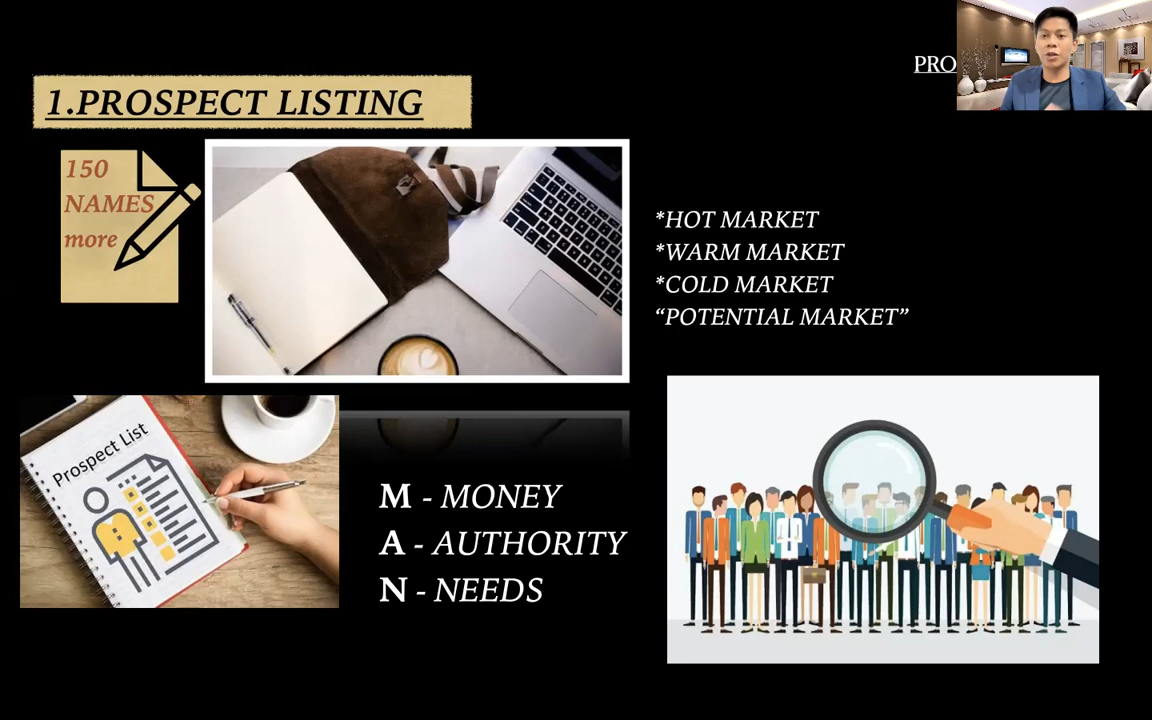 PRO
1.PROSPECT LISTING
150
NAMES
more
*HOT MARKET
*WARM MARKET
*COLD MARKET
“POTENTIAL MARKET”
Prospect List
M - MONEY
A - AUTHORITY
N - NEEDS